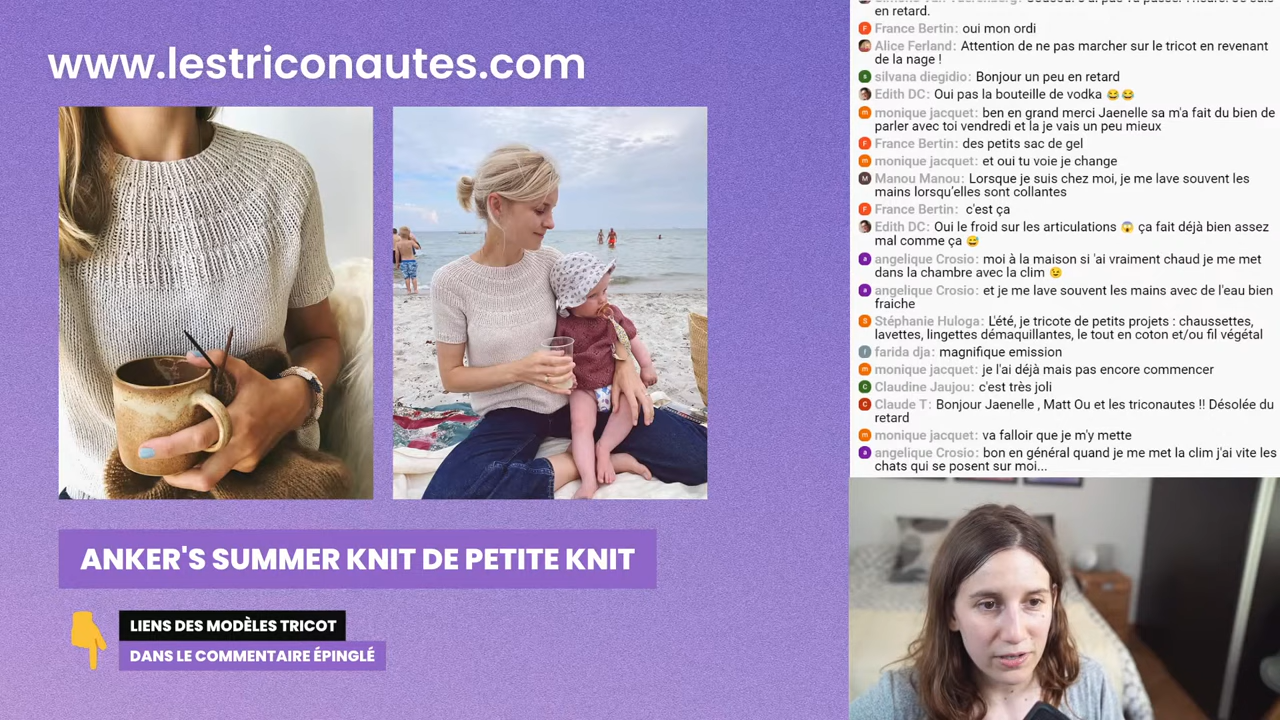 www.lestriconautes.com
ANKER'S SUMMER KNIT DE PETITE KNIT
LIENS DES MODÈLES TRICOT
DANS LE COMMENTAIRE ÉPINGLÉ
en retard.
France Bertin: oui mon ordi
Alice Ferland: Attention de ne pas marcher sur le tricot en revenant
de la nage !
silvana diegidio: Bonjour un peu en retard
Edith DC: Oui pas la bouteille de vodka 😂😂
monique jacquet: ben en grand merci Jaenelle sa m'a fait du bien de
parler avec toi vendredi et la je vais un peu mieux
France Bertin: des petits sac de gel
monique jacquet: et oui tu voie je change
Manou Manou: Lorsque je suis chez moi, je me lave souvent les
mains lorsqu'elles sont collantes
France Bertin: c'est ça
Edith DC: Oui le froid sur les articulations 😱 ça fait déjà bien assez
mal comme ça 😅
angelique Crosio: moi à la maison si 'ai vraiment chaud je me met
dans la chambre avec la clim 😉
angelique Crosio: et je me lave souvent les mains avec de l'eau bien
fraiche
Stéphanie Huloga: L'été, je tricote de petits projets : chaussettes,
lavettes, lingettes démaquillantes, le tout en coton et/ou fil végétal
farida dja: magnifique emission
monique jacquet: je l'ai déjà mais pas encore commencer
Claudine Jaujou: c'est très joli
Claude T: Bonjour Jaenelle , Matt Ou et les triconautes !! Désolée du
retard
monique jacquet: va falloir que je m'y mette
angelique Crosio: bon en général quand je me met la clim j'ai vite les
chats qui se posent sur moi...